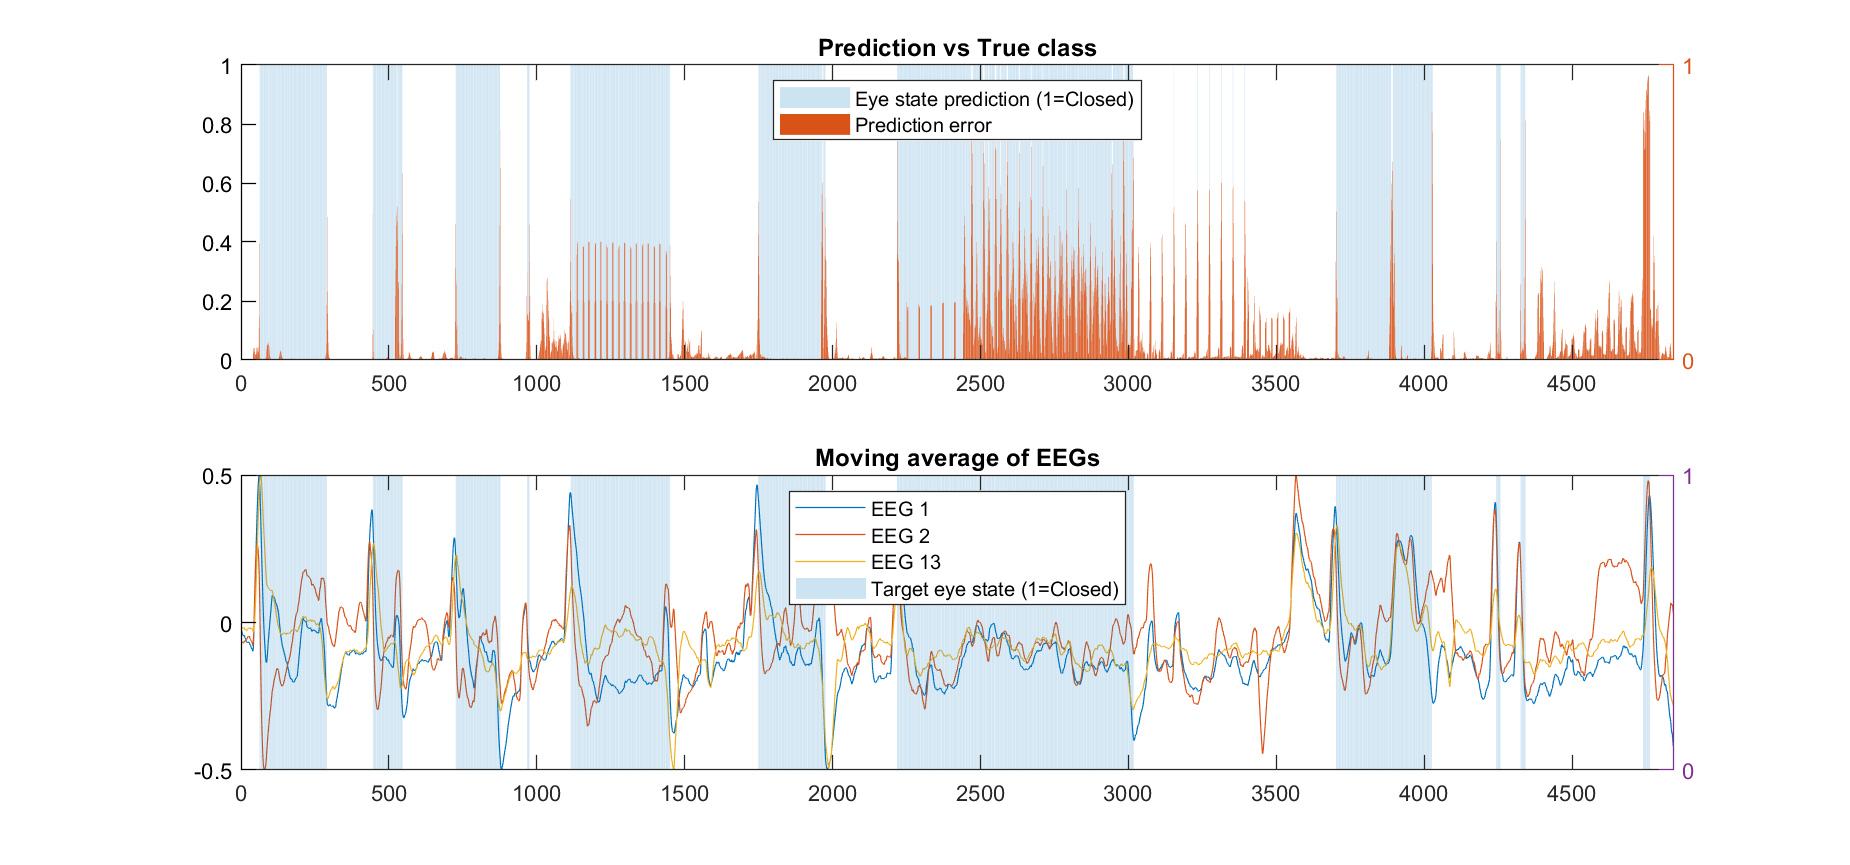 Prediction vs True class
1
0.8
0.6
0.4
0.2
0
1
0
Eye state prediction (1=Closed)
Prediction error
0 500 1000 1500 2000 2500 3000 3500 4000 4500
Moving average of EEGs
0.5
0
-0.5
1
0
EEG 1
EEG 2
EEG 13
Target eye state (1=Closed)
0 500 1000 1500 2000 2500 3000 3500 4000 4500